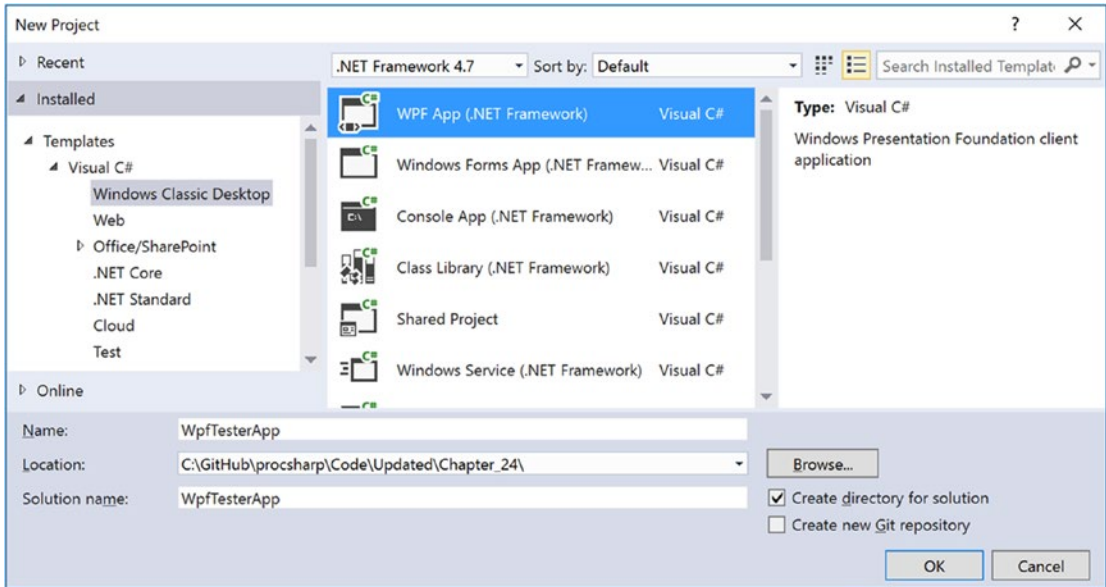 New Project
? ×
Recent
.NET Framework 4.7
Sort by: Default
Search Installed Templat
Installed
Templates
Visual C#
Windows Classic Desktop
Web
Office/SharePoint
.NET Core
.NET Standard
Cloud
Test
Online
C#
WPF App (.NET Framework) Visual C#
C#
Windows Forms App (.NET Framew... Visual C#
C#
C:\
Console App (.NET Framework) Visual C#
C#
Class Library (.NET Framework) Visual C#
C#
Shared Project Visual C#
C#
Windows Service (.NET Framework) Visual C#
C#
Type: Visual C#
Windows Presentation Foundation client
application
Name: WpfTesterApp
Location: C:\GitHub\procsharp\Code\Updated\Chapter_24\
Browse...
Solution name: WpfTesterApp
Create directory for solution
Create new Git repository
OK Cancel